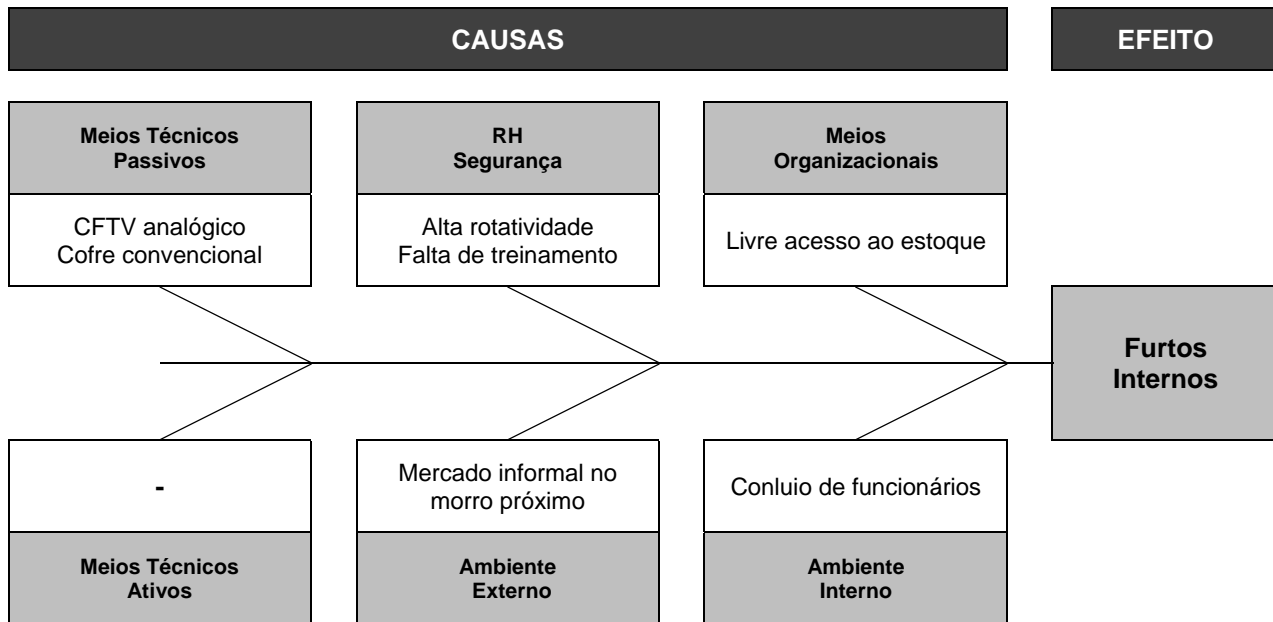 CAUSAS
EFEITO
Meios Técnicos
Passivos
RH
Segurança
Meios
Organizacionais
CFTV analógico
Cofre convencional
Alta rotatividade
Falta de treinamento
Livre acesso ao estoque
Furtos
Internos
-
Mercado informal no
morro próximo
Conluio de funcionários
Meios Técnicos
Ativos
Ambiente
Externo
Ambiente
Interno